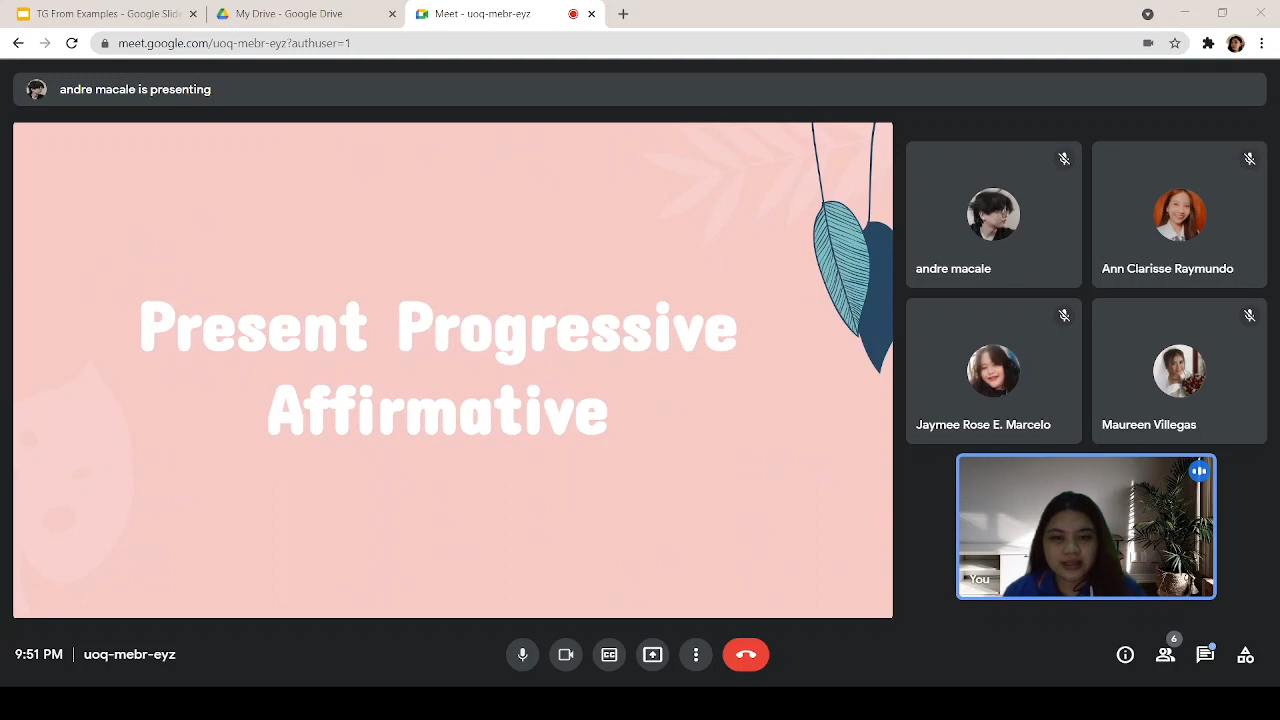 TG From Examples - Google Slid
My Drive - Google Drive
Meet - uoq-mebr-eyz
meet.google.com/uoq-mebr-eyz?authuser=1
andre macale is presenting
Present Progressive
Affirmative
andre macale
Ann Clarisse Raymundo
Jaymee Rose E. Marcelo
Maureen Villegas
You
9:51 PM
uoq-mebr-eyz
CC
6